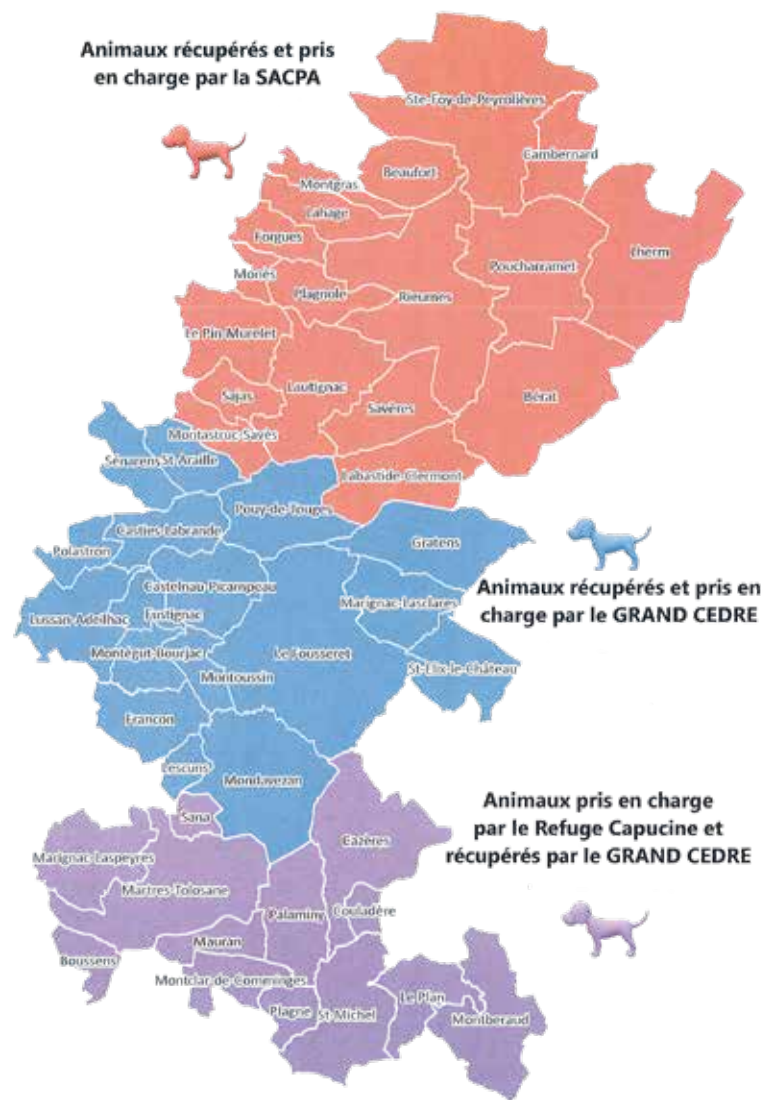 Animaux récupérés et pris
en charge par la SACPA
Ste-Foy-de-Peyrolières
Cambernard
Beaufort
Montgras
Lahage
Forgues
Lherm
Poucharramet
Monès
Plagnole
Rieumes
Le Pin-Murelet
Sajas
Lautignac
Bérat
Savères
Montastruc-Savès
Labastide-Clermont
Sénarens
St-Araille
Pouy-de-Touges
Casties-Labrande
Polastron
Gratens
Animaux récupérés et pris en
charge par le GRAND CEDRE
Castelnau-Picampeau
Marignac-Lasclares
Lussan-Adeilhac
Fustignac
Montégut-Bourjac
Le Fousseret
St-Elix-le-Château
Montoussin
Francon
Lescuns
Mondavezan
Animaux pris en charge
par le Refuge Capucine et
récupérés par le GRAND CEDRE
Sana
Cazères
Marignac-Laspeyres
Martres-Tolosane
Couladère
Palaminy
Mauran
Boussens
Montclar-de-Comminges
Le Plan
Plagne
St-Michel
Montberaud